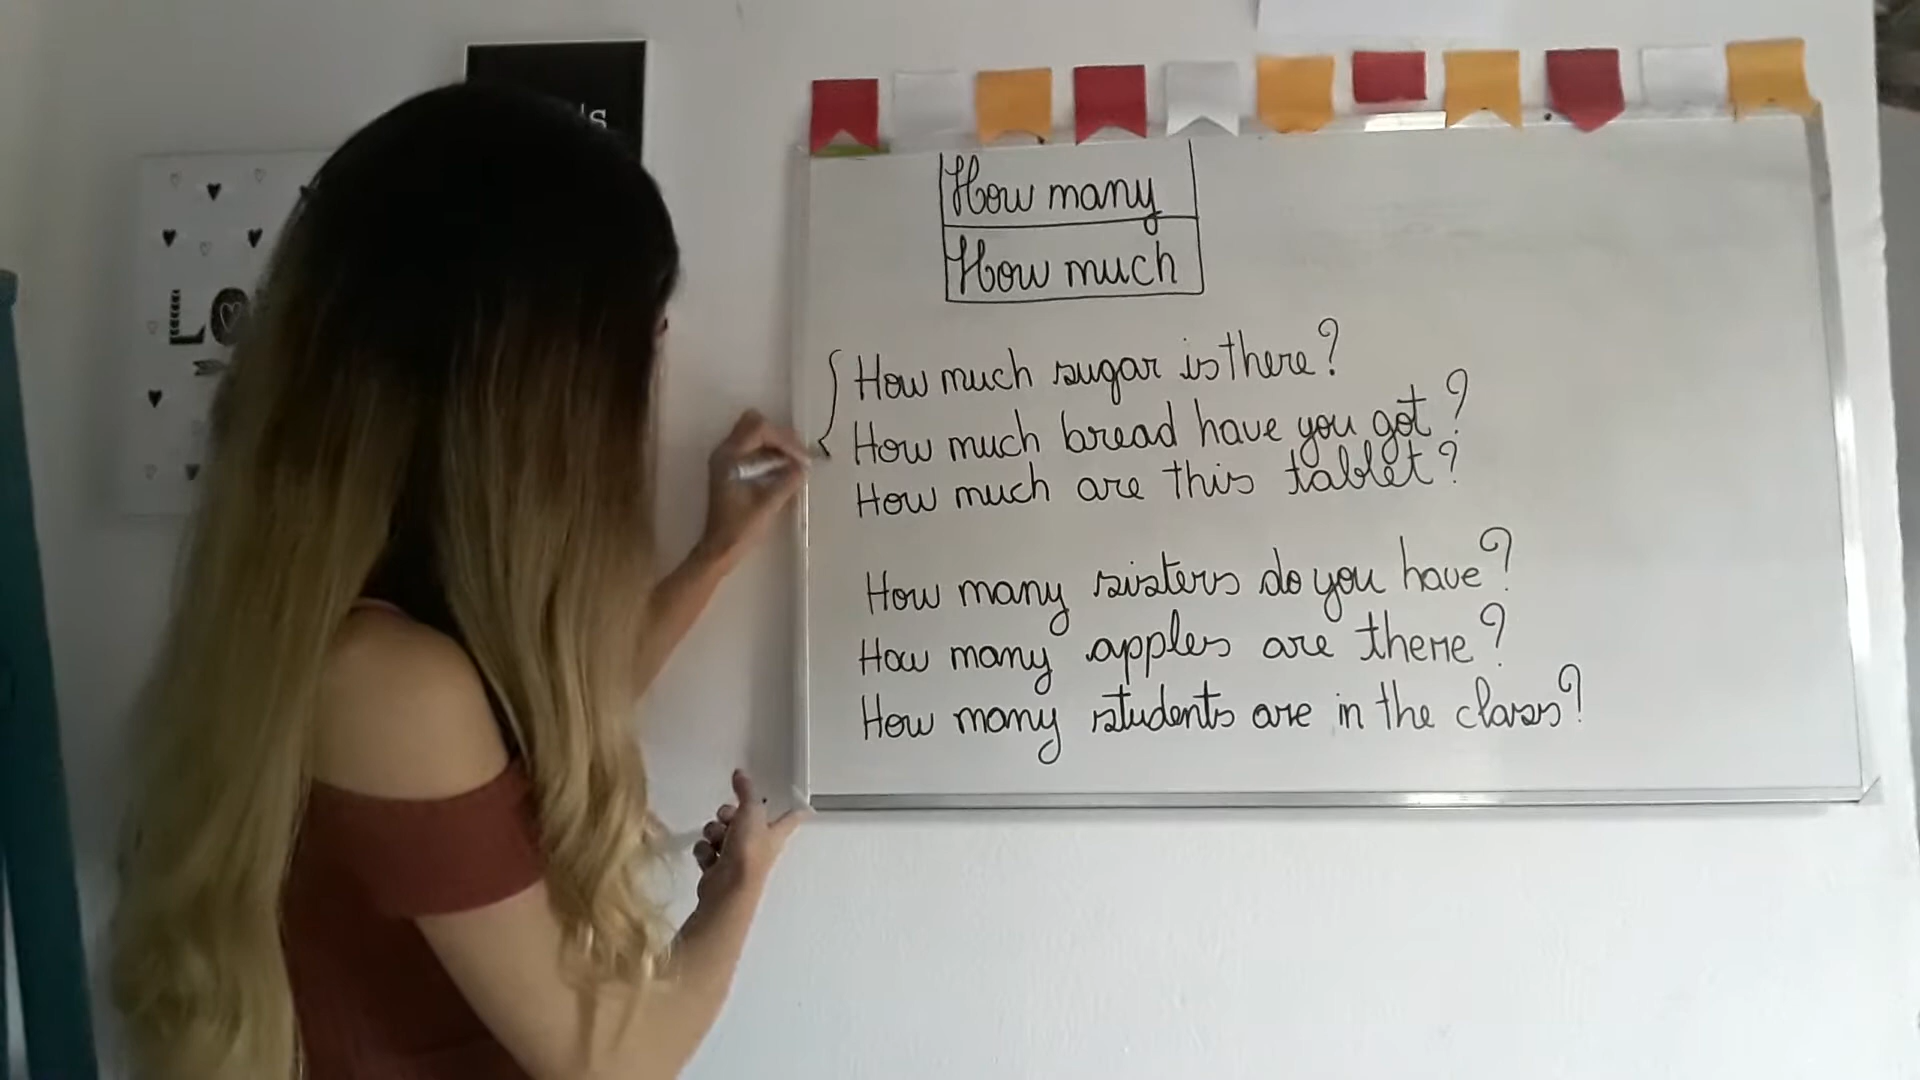 's
LO
How many
How much
How much sugar is there?
How much bread have you got?
How much are this tablet?
How many sisters do you have?
How many apples are there?
How many students are in the class?